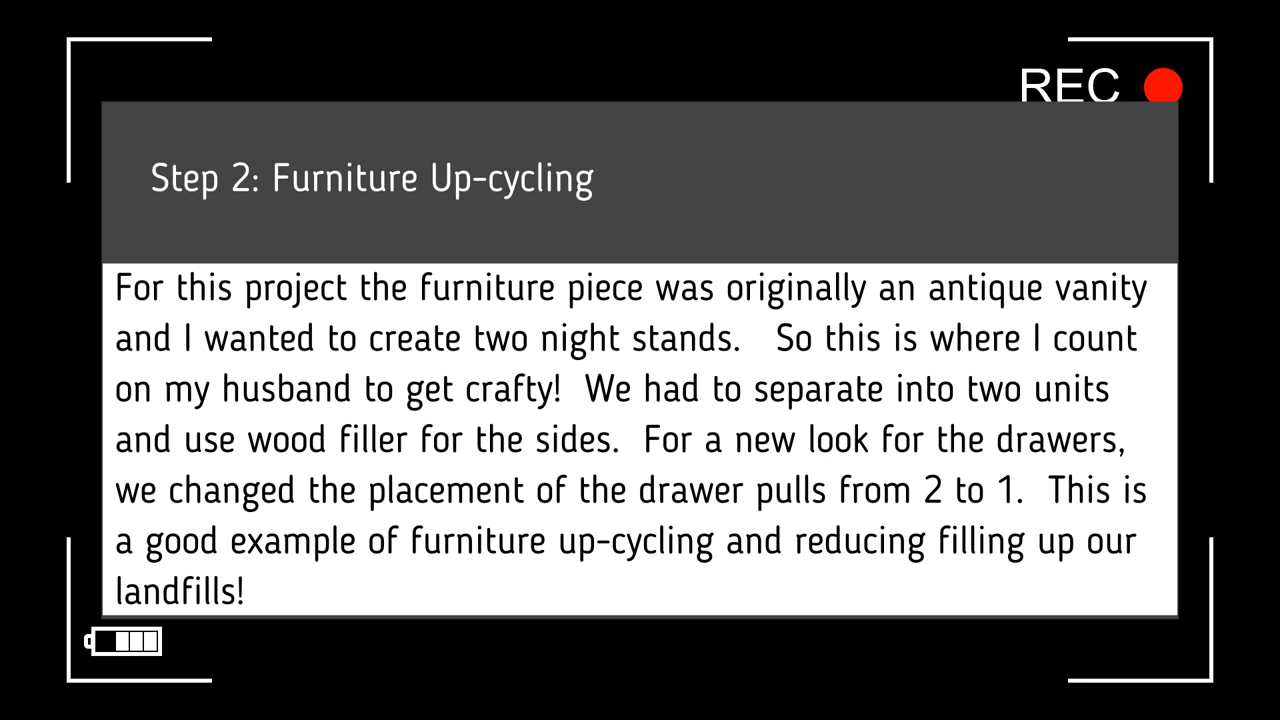 REC
Step 2: Furniture Up-cycling
For this project the furniture piece was originally an antique vanity
and I wanted to create two night stands.   So this is where I count
on my husband to get crafty!  We had to separate into two units
and use wood filler for the sides.  For a new look for the drawers,
we changed the placement of the drawer pulls from 2 to 1.  This is
a good example of furniture up-cycling and reducing filling up our
landfills!